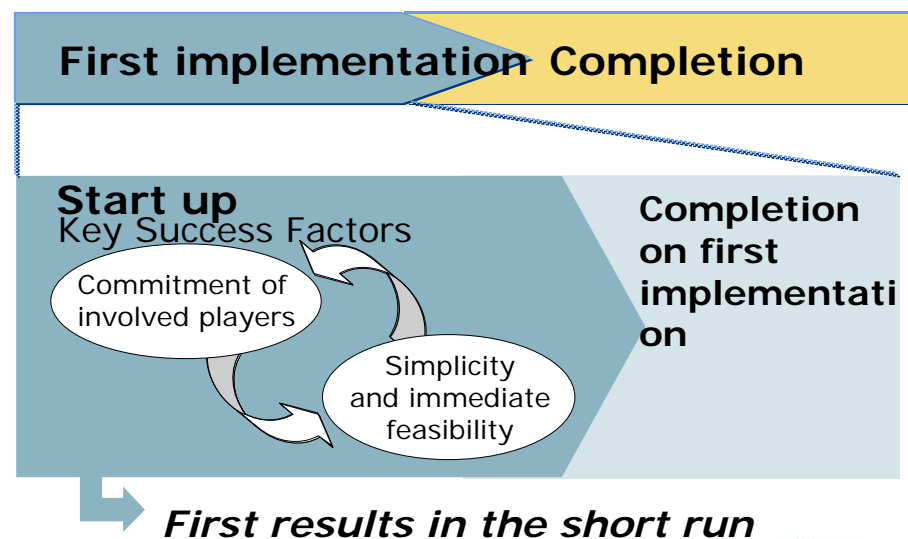 First implementation Completion
Start up
Key Success Factors
Commitment of
involved players
Simplicity
and immediate
feasibility
Completion
on first
implementati
on
First results in the short run